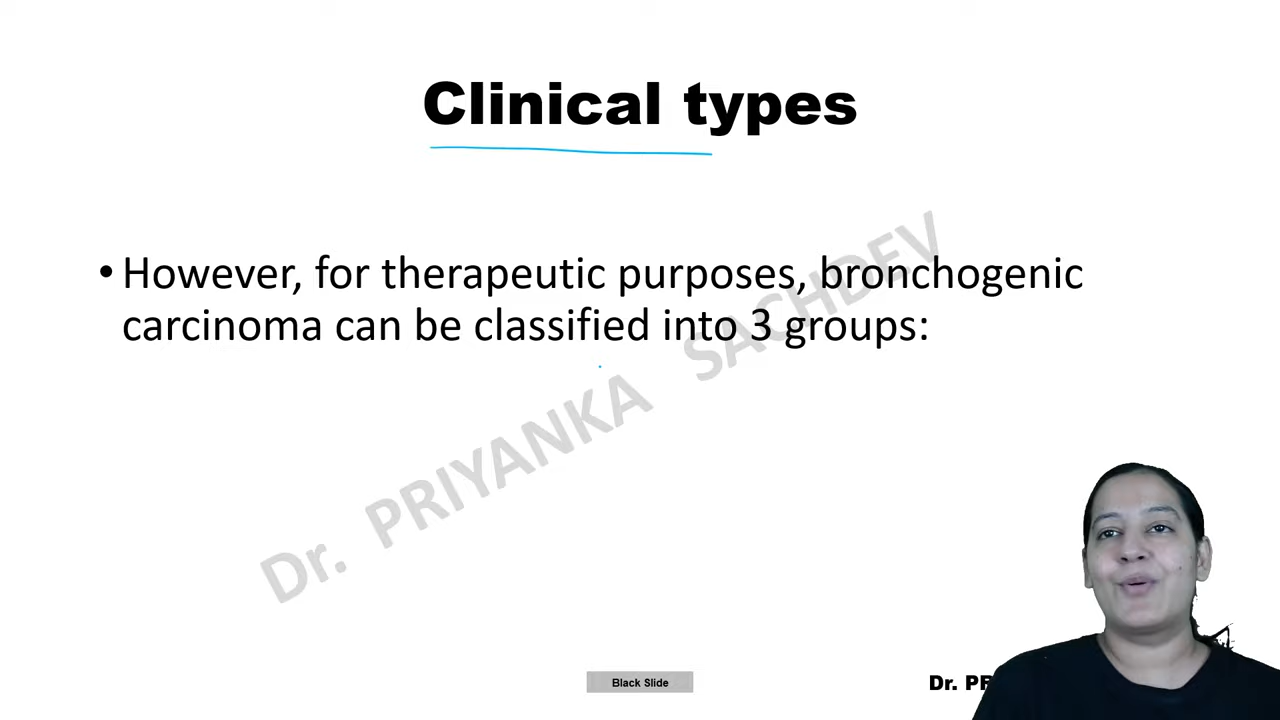 Clinical types
• However, for therapeutic purposes, bronchogenic
carcinoma can be classified into 3 groups:
Dr. PRIYANKA SACHDEV
Black Slide
Dr.